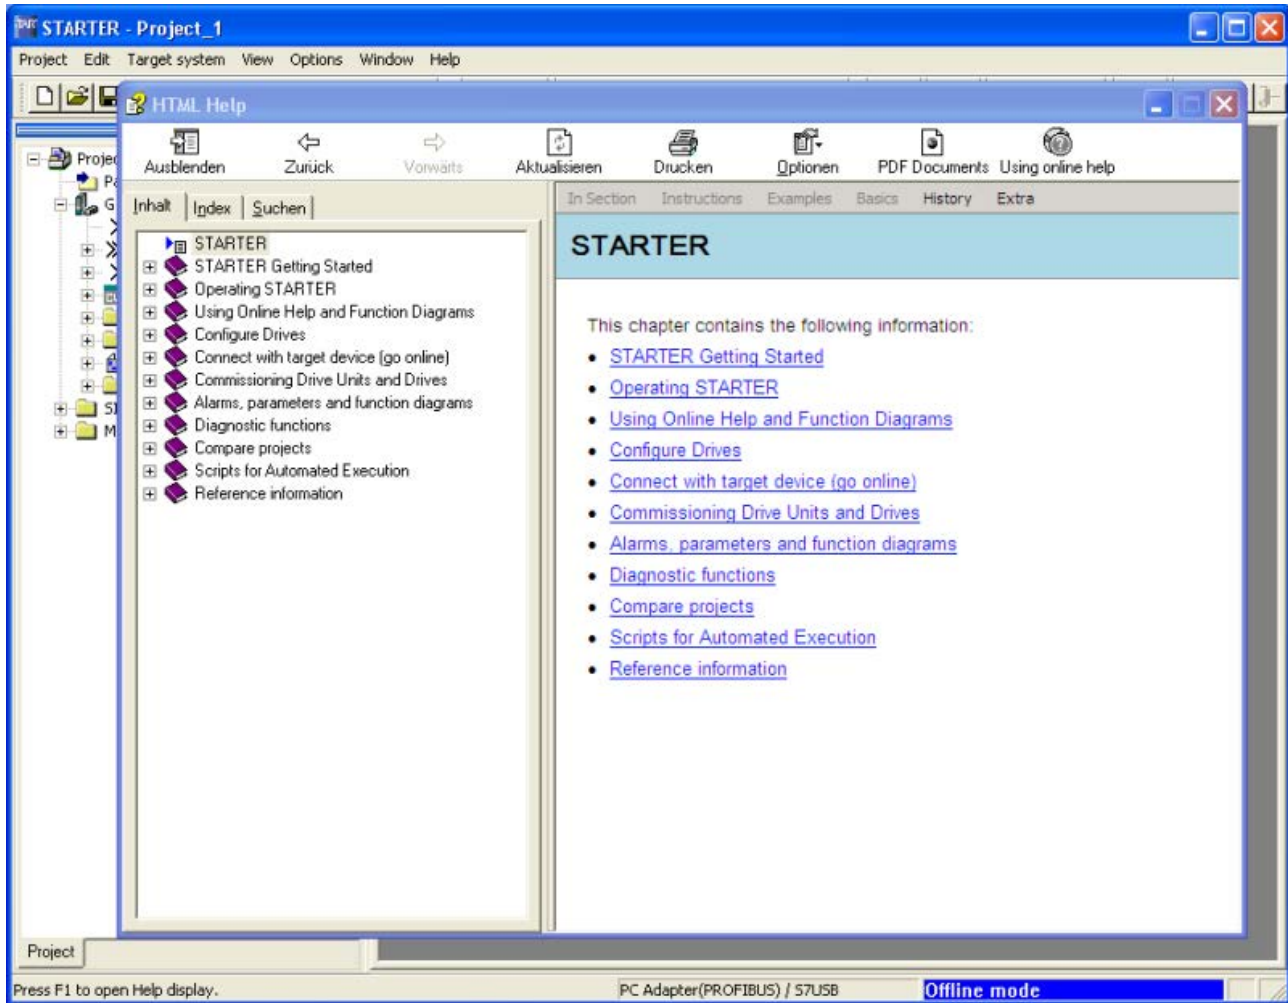 STARTER - Project_1
Project Edit Target system View Options Window Help
HTML Help
Ausblenden Zurück Vorwärts Aktualisieren Drucken Optionen PDF Documents Using online help
Inhalt Index Suchen
In Section Instructions Examples Basics History Extra
STARTER
STARTER Getting Started
Operating STARTER
Using Online Help and Function Diagrams
Configure Drives
Connect with target device (go online)
Commissioning Drive Units and Drives
Alarms, parameters and function diagrams
Diagnostic functions
Compare projects
Scripts for Automated Execution
Reference information
STARTER
This chapter contains the following information:
• STARTER Getting Started
• Operating STARTER
• Using Online Help and Function Diagrams
• Configure Drives
• Connect with target device (go online)
• Commissioning Drive Units and Drives
• Alarms, parameters and function diagrams
• Diagnostic functions
• Compare projects
• Scripts for Automated Execution
• Reference information
Project
Press F1 to open Help display.
PC Adapter(PROFIBUS) / S7USB
Offline mode